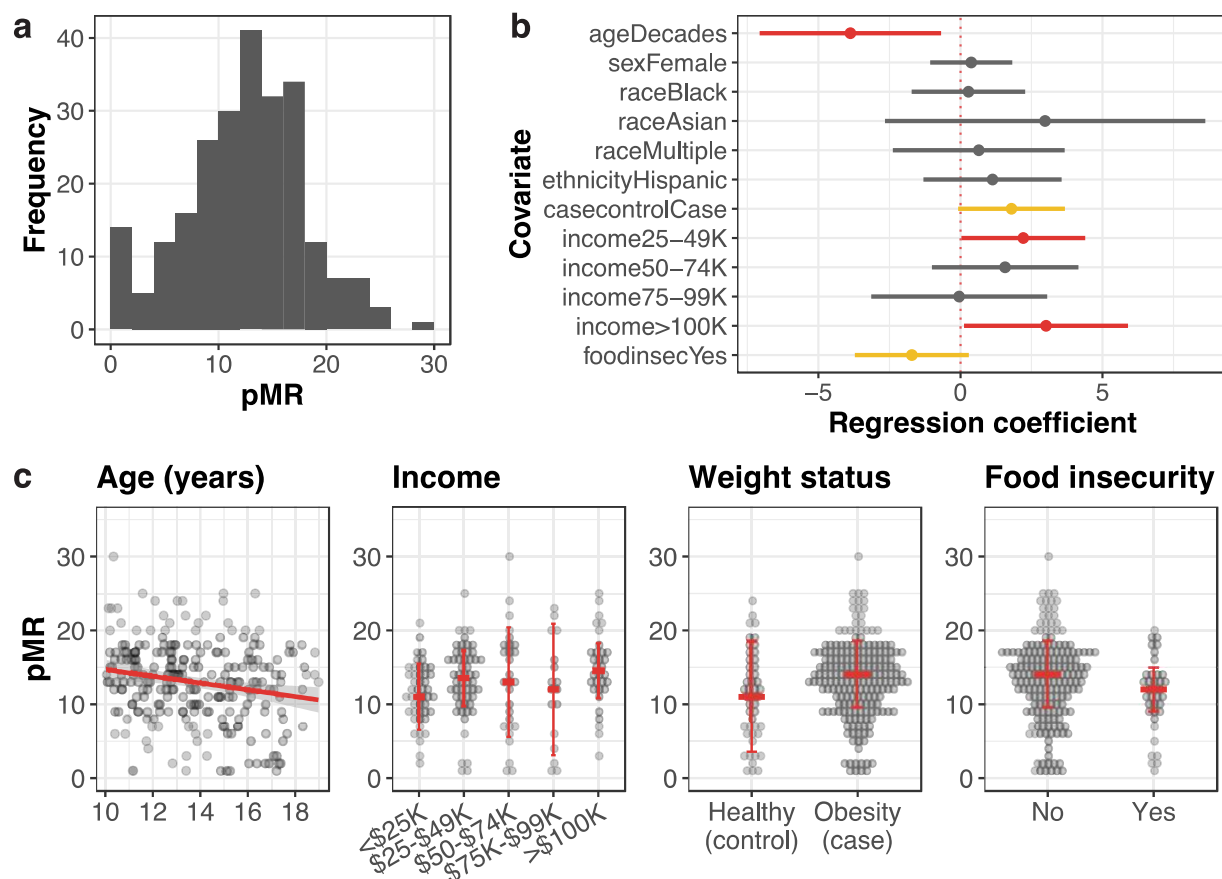 a
Frequency
40
30
20
10
0
0 10 20 30
pMR
b
Covariate
ageDecades
sexFemale
raceBlack
raceAsian
raceMultiple
ethnicityHispanic
casecontrolCase
income25−49K
income50−74K
income75−99K
income>100K
foodinsecYes
−5 0 5
Regression coefficient
c
Age (years)
pMR
30
20
10
0
10 12 14 16 18
Income
30
20
10
0
<$25K
$25-$49K
$50-$74K
$75K-$99K
>$100K
Weight status
30
20
10
0
Healthy
(control)
Obesity
(case)
Food insecurity
30
20
10
0
No Yes